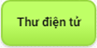 Thư điện tử